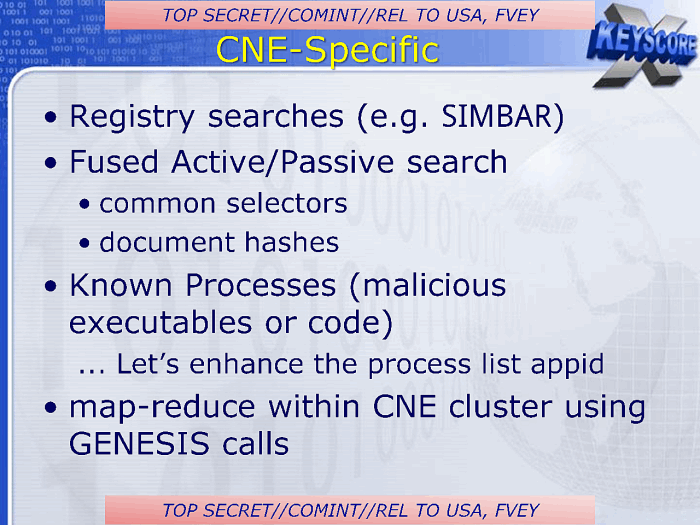 TOP SECRET//COMINT//REL TO USA, FVEY
CNE-Specific
XKEYSCORE
• Registry searches (e.g. SIMBAR)
• Fused Active/Passive search
• common selectors
• document hashes
• Known Processes (malicious
executables or code)
... Let's enhance the process list appid
• map-reduce within CNE cluster using
GENESIS calls
TOP SECRET//COMINT//REL TO USA, FVEY